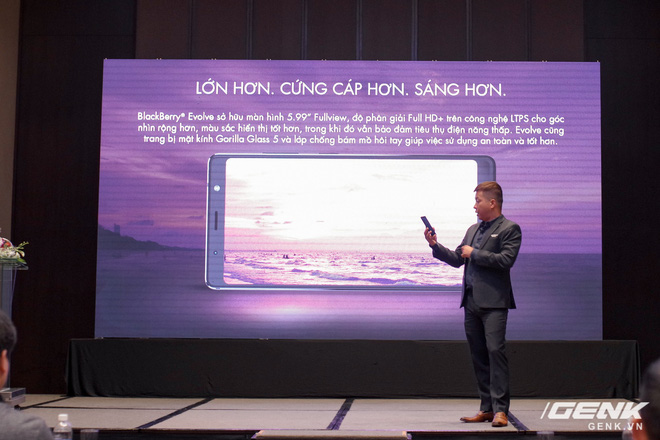 LỚN HƠN. CỨNG CÁP HƠN. SÁNG HƠN.
BlackBerry® Evolve sở hữu màn hình 5.99” Fullview, độ phân giải Full HD+ trên công nghệ LTPS cho góc
nhìn rộng hơn, màu sắc hiển thị tốt hơn, trong khi đó vẫn bảo đảm tiêu thụ điện năng thấp. Evolve cũng
trang bị mặt kính Gorilla Glass 5 và láp chống bám mồ hôi tay giúp việc sử dụng an toàn và tốt hơn.
GENK
GENK.VN